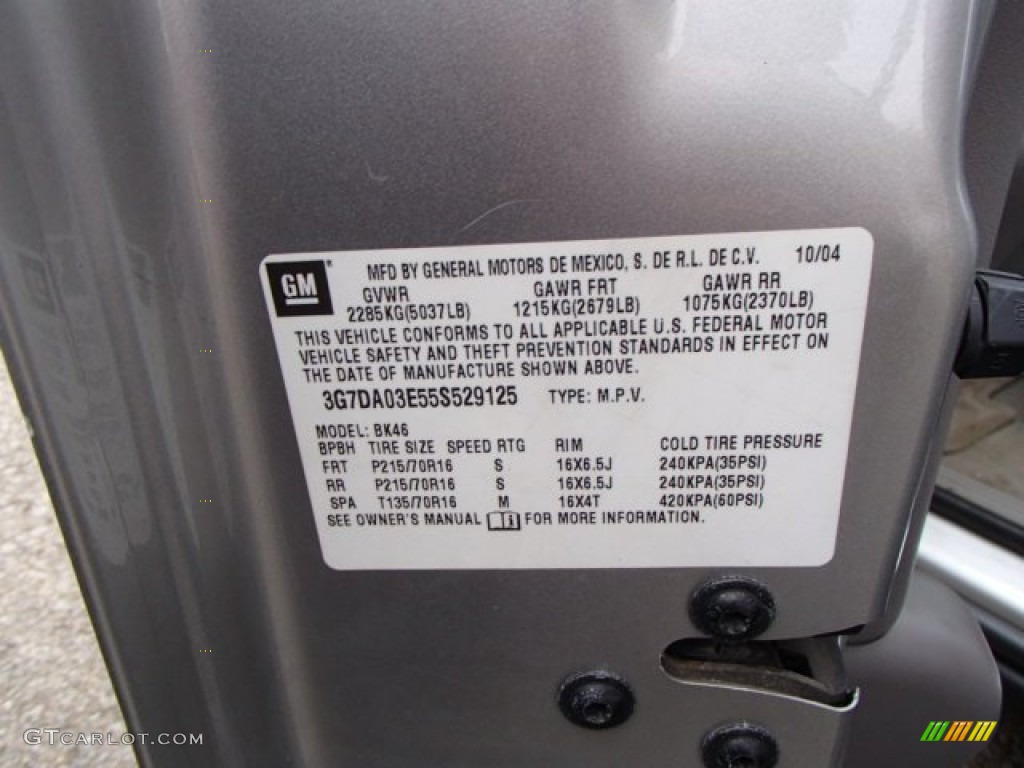 GM MFD BY GENERAL MOTORS DE MEXICO, S. DE R.L. DE C.V. 10/04
GVWR GAWR FRT GAWR RR
2285KG(5037LB) 1215KG(2679LB) 1075KG(2370LB)
THIS VEHICLE CONFORMS TO ALL APPLICABLE U.S. FEDERAL MOTOR
VEHICLE SAFETY AND THEFT PREVENTION STANDARDS IN EFFECT ON
THE DATE OF MANUFACTURE SHOWN ABOVE.
3G7DA03E55S529125 TYPE: M.P.V.
MODEL: BK46
BPBH TIRE SIZE SPEED RTG RIM COLD TIRE PRESSURE
FRT P215/70R16 S 16X6.5J 240KPA(35PSI)
RR P215/70R16 S 16X6.5J 240KPA(35PSI)
SPA T135/70R16 M 16X4T 420KPA(60PSI)
SEE OWNER'S MANUAL i FOR MORE INFORMATION.
GTCARLOT.COM